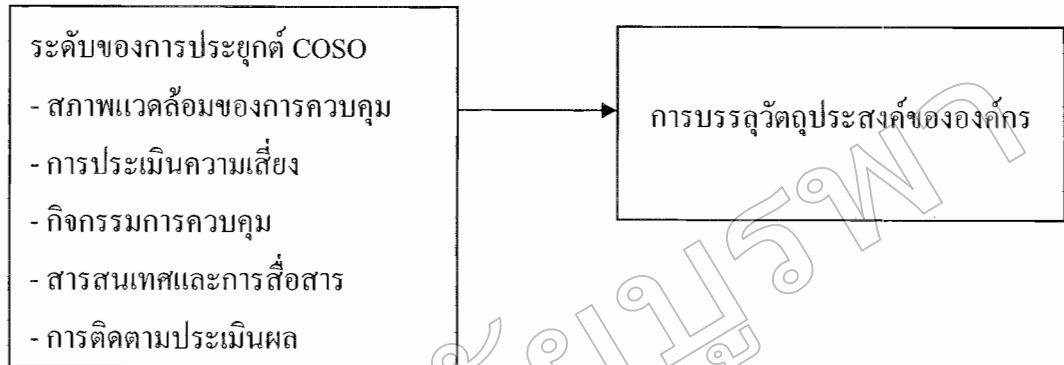 ระดับของการประยุกต์ COSO
- สภาพแวดล้อมของการควบคุม
- การประเมินความเสี่ยง
- กิจกรรมการควบคุม
- สารสนเทศและการสื่อสาร
- การติดตามประเมินผล
การบรรลุวัตถุประสงค์ขององค์กร